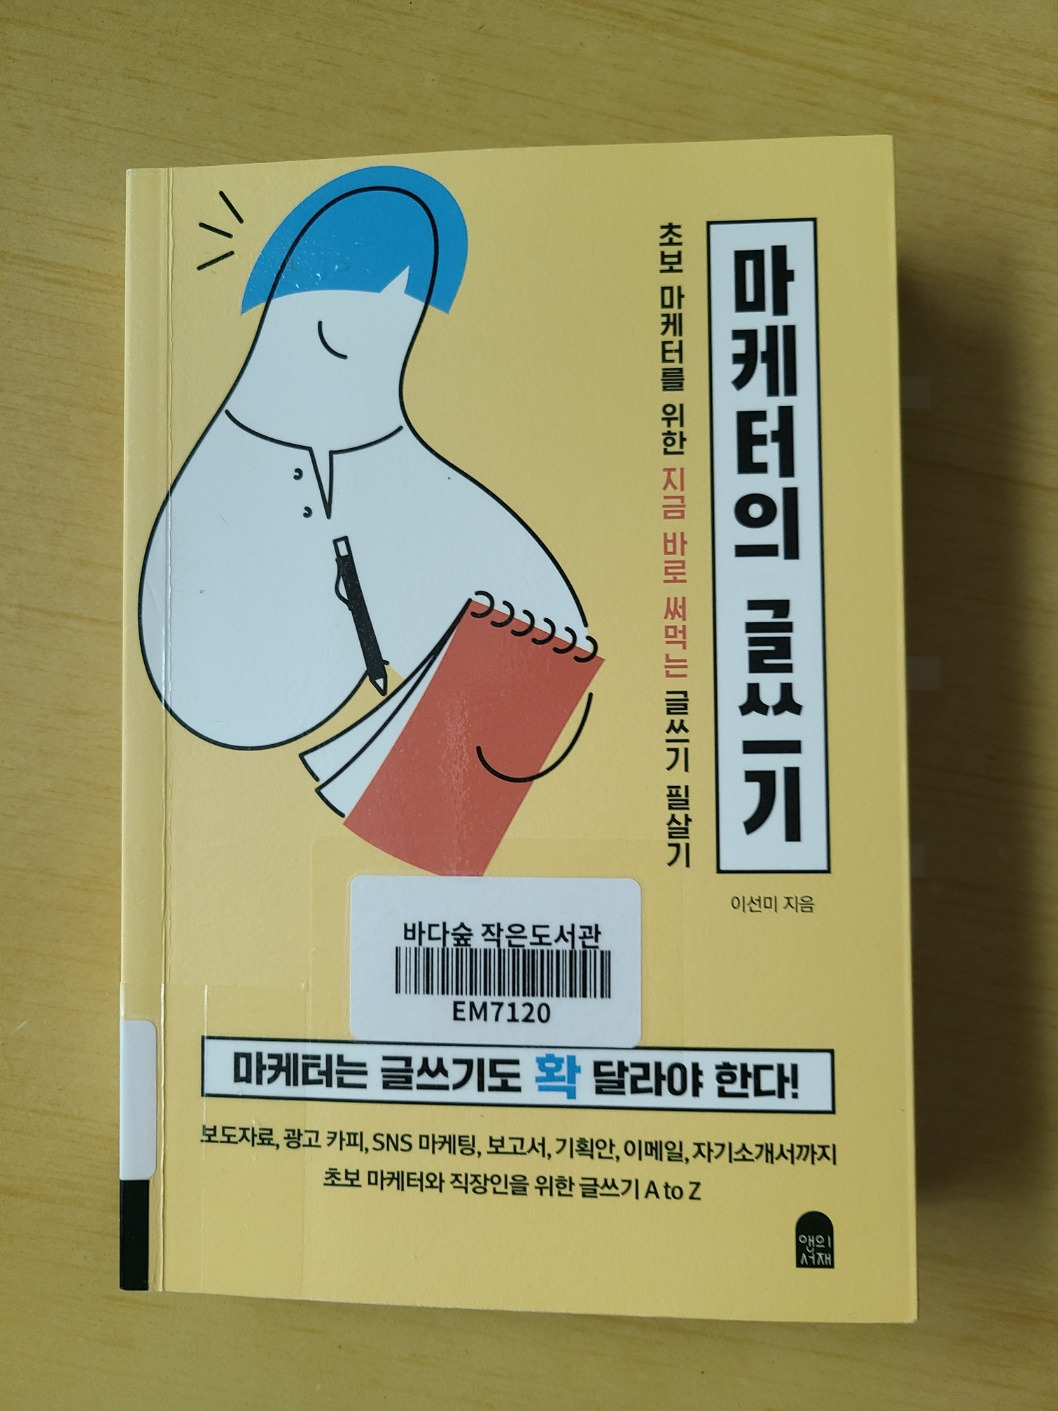 마케터의 글쓰기
초보 마케터를 위한 지금 바로 써먹는 글쓰기 필살기
이선미 지음
바다숲 작은도서관
EM7120
마케터는 글쓰기도 확 달라야 한다!
보도자료, 광고 카피, SNS 마케팅, 보고서, 기획안, 이메일, 자기소개서까지
초보 마케터와 직장인을 위한 글쓰기 A to Z
앤의
서재